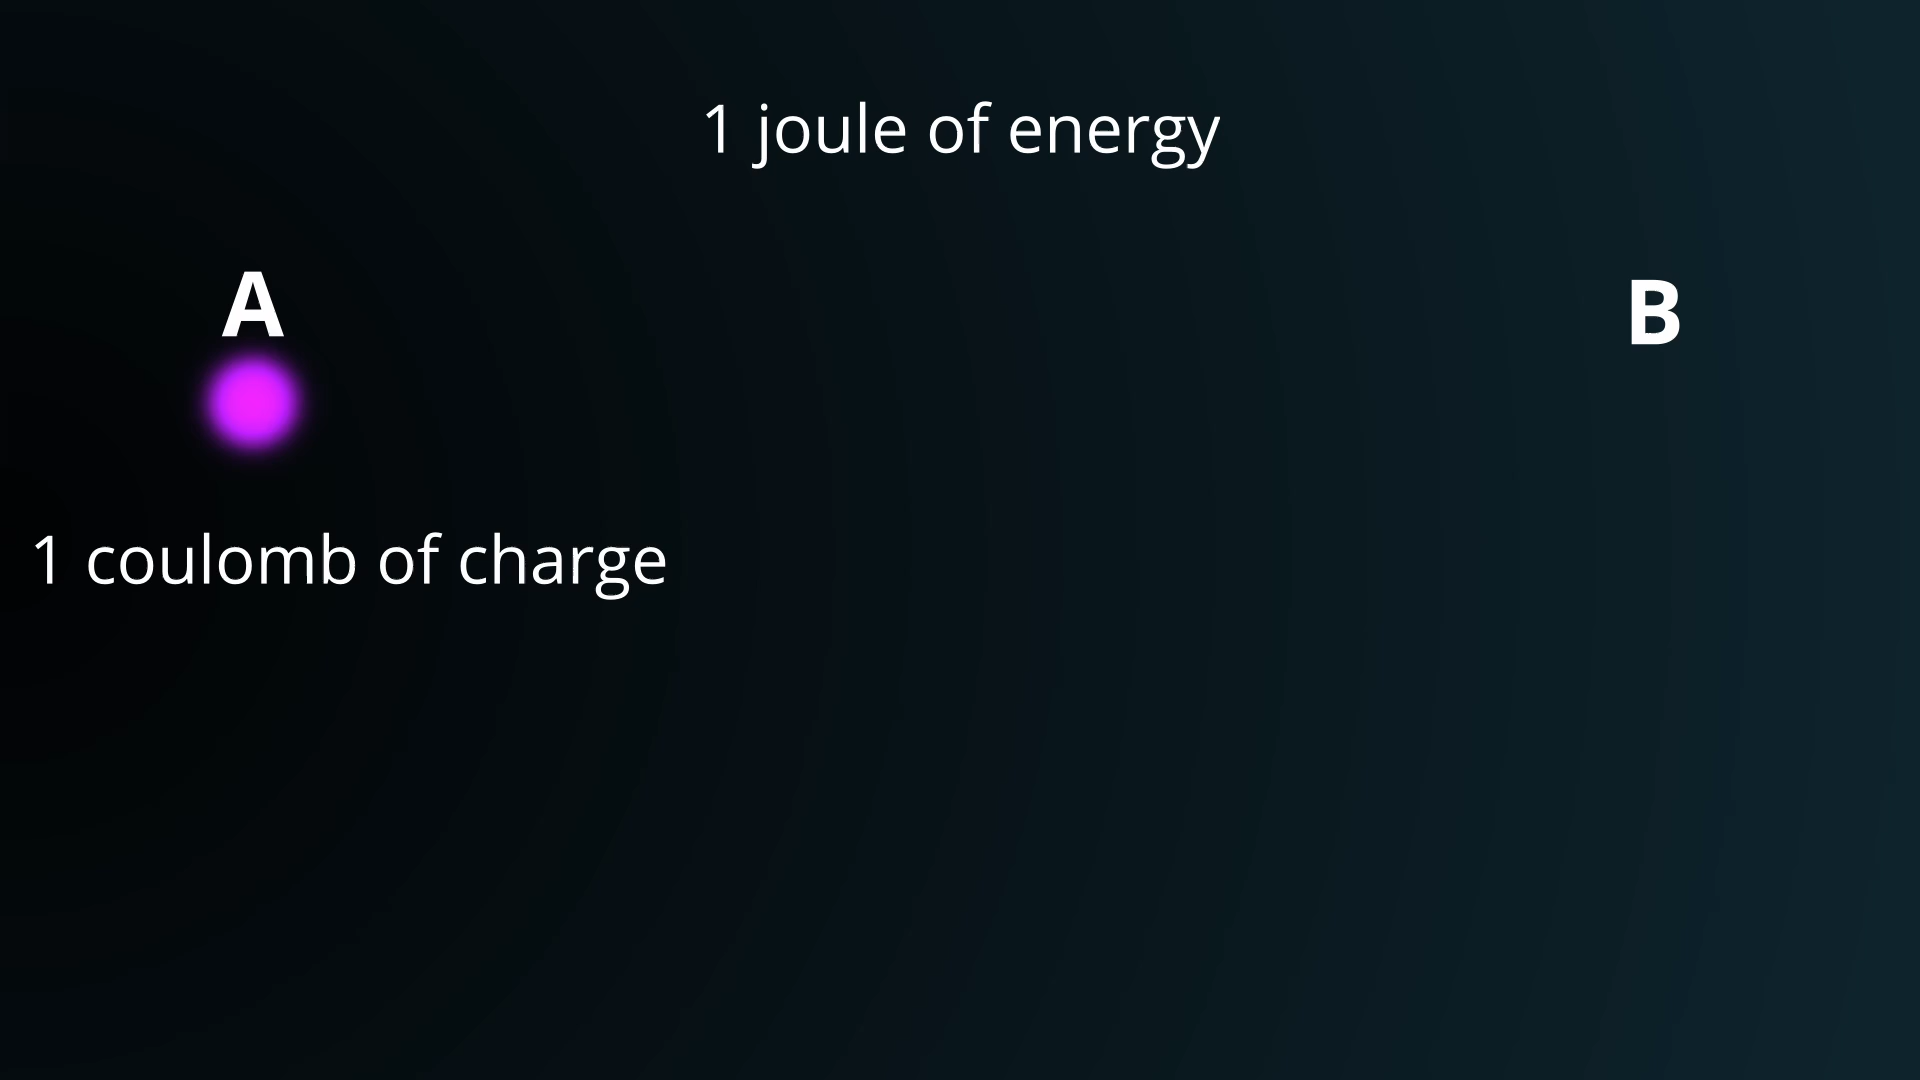 1 joule of energy
A
B
1 coulomb of charge